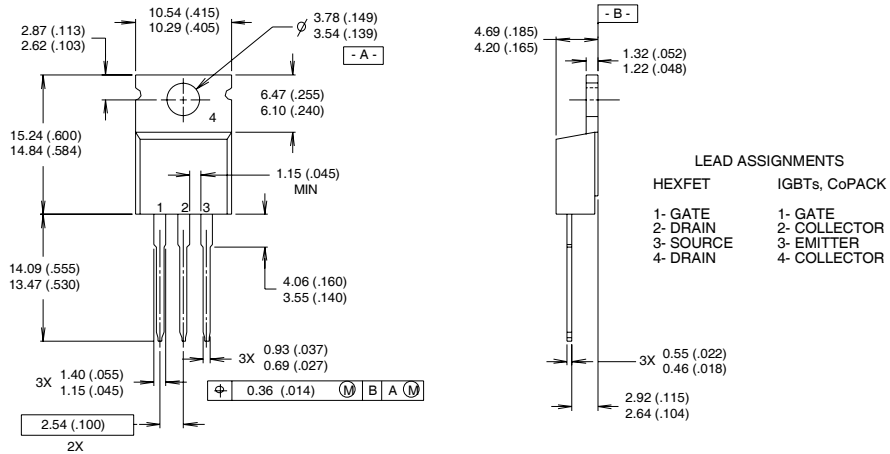 10.54 (.415)
10.29 (.405)
2.87 (.113)
2.62 (.103)
ø 3.78 (.149)
3.54 (.139)
- A -
6.47 (.255)
6.10 (.240)
4
15.24 (.600)
14.84 (.584)
1.15 (.045)
MIN
1 2 3
14.09 (.555)
13.47 (.530)
4.06 (.160)
3.55 (.140)
3X 0.93 (.037)
0.69 (.027)
3X 1.40 (.055)
1.15 (.045)
⌖ 0.36 (.014) Ⓜ B A Ⓜ
2.54 (.100)
2X
- B -
4.69 (.185)
4.20 (.165)
1.32 (.052)
1.22 (.048)
3X 0.55 (.022)
0.46 (.018)
2.92 (.115)
2.64 (.104)
LEAD ASSIGNMENTS
HEXFET
1- GATE
2- DRAIN
3- SOURCE
4- DRAIN
IGBTs, CoPACK
1- GATE
2- COLLECTOR
3- EMITTER
4- COLLECTOR